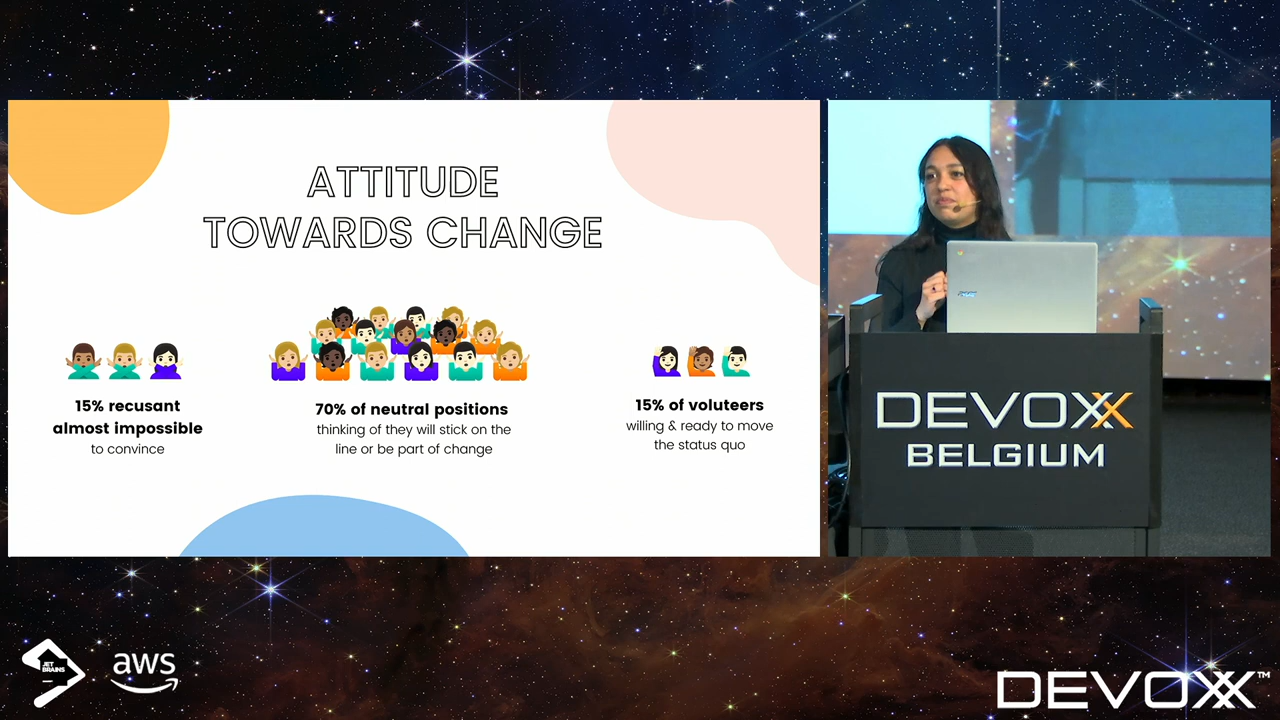 ATTITUDE
TOWARDS CHANGE
15% recusant
almost impossible
to convince
70% of neutral positions
thinking of they will stick on the
line or be part of change
15% of voluteers
willing & ready to move
the status quo
DEVOXX
BELGIUM
JET
BRAINS
aws
DEVOXX™